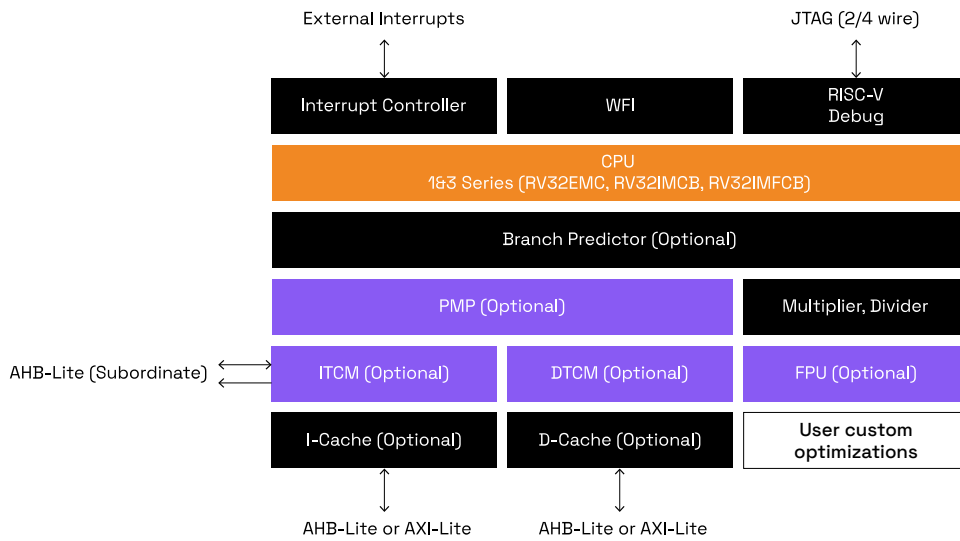 External Interrupts
JTAG (2/4 wire)
Interrupt Controller
WFI
RISC-V
Debug
CPU
1&3 Series (RV32EMC, RV32IMCB, RV32IMFCB)
Branch Predictor (Optional)
PMP (Optional)
Multiplier, Divider
AHB-Lite (Subordinate)
ITCM (Optional)
DTCM (Optional)
FPU (Optional)
I-Cache (Optional)
D-Cache (Optional)
User custom
optimizations
AHB-Lite or AXI-Lite
AHB-Lite or AXI-Lite